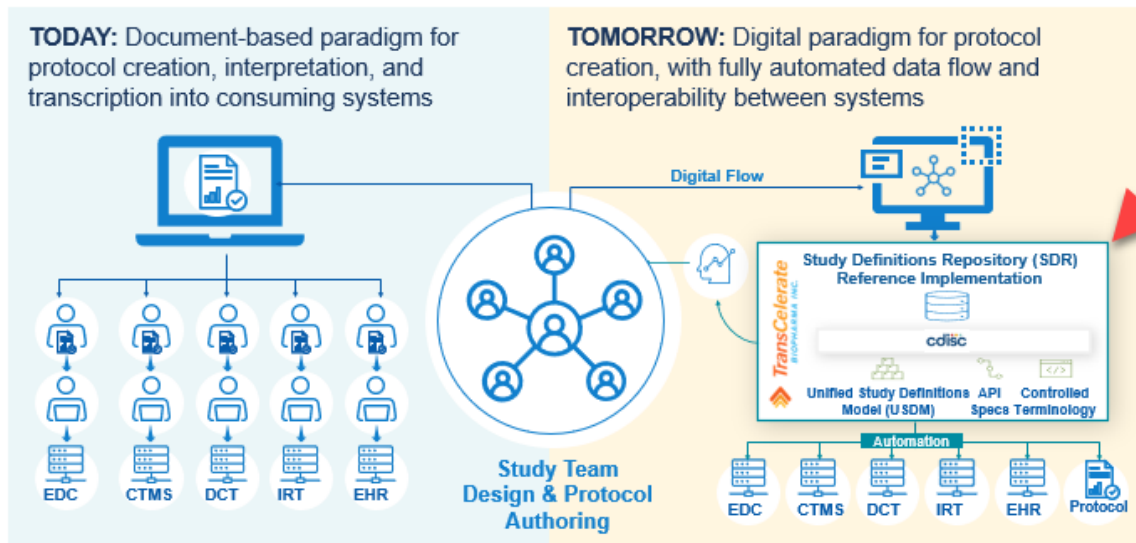 TODAY: Document-based paradigm for
protocol creation, interpretation, and
transcription into consuming systems
TOMORROW: Digital paradigm for protocol
creation, with fully automated data flow and
interoperability between systems
Digital Flow
Study Definitions Repository (SDR)
Reference Implementation
TransCelerate
BIOPHARMA INC.
cdisc
Unified Study Definitions
Model (USDM)
API
Specs
Controlled
Terminology
Automation
EDC
CTMS
DCT
IRT
EHR
Study Team
Design & Protocol
Authoring
EDC
CTMS
DCT
IRT
EHR
Protocol